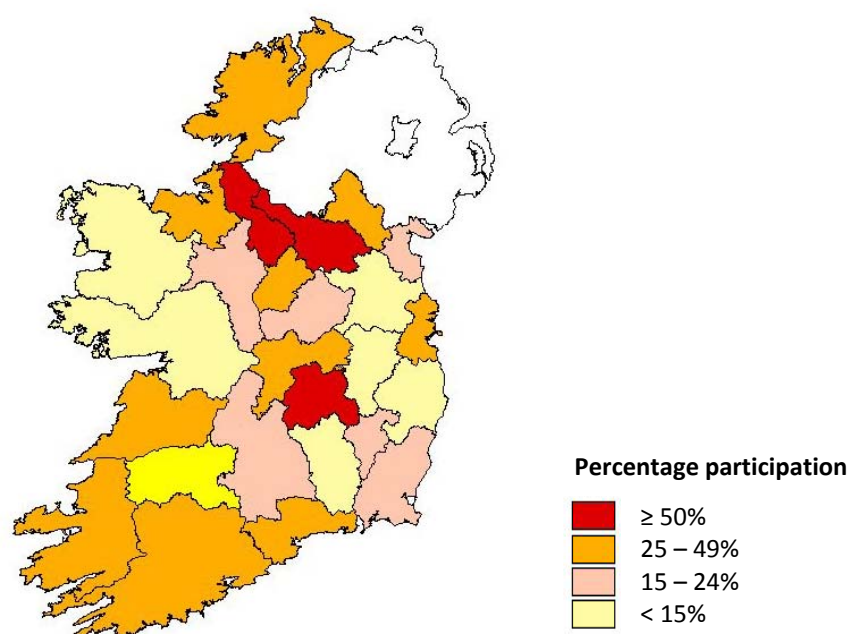 Percentage participation
≥ 50%
25 – 49%
15 – 24%
< 15%